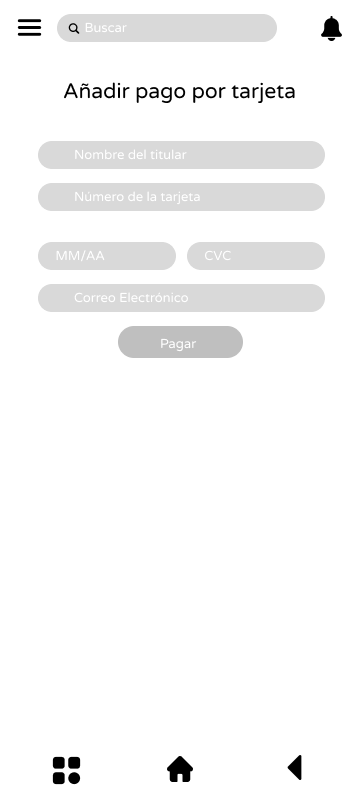 Buscar
Añadir pago por tarjeta
Nombre del titular
Número de la tarjeta
MM/AA CVC
Correo Electrónico
Pagar